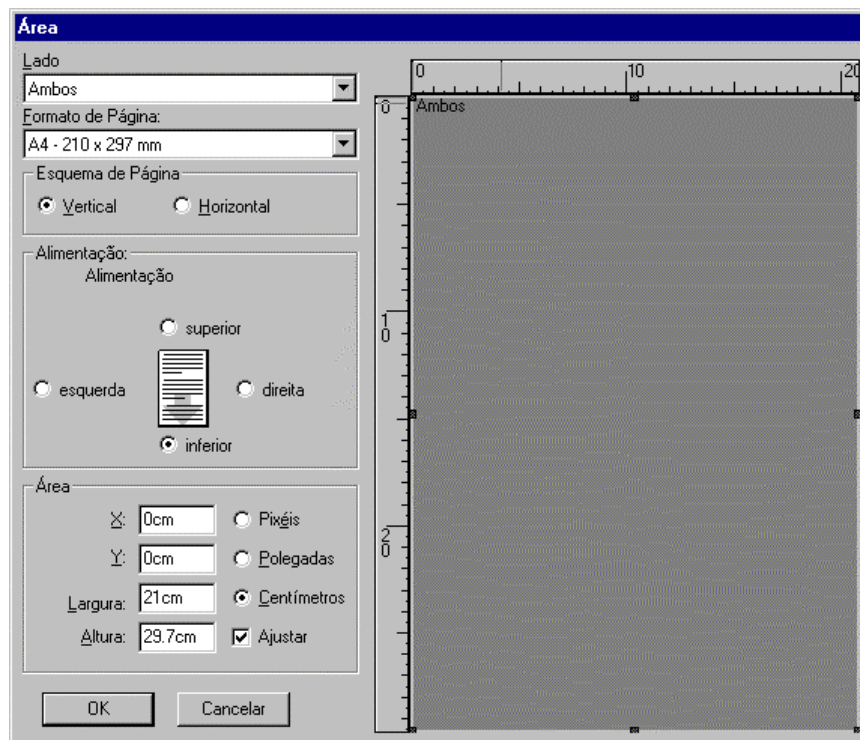 Área
Lado
Ambos
Formato de Página:
A4 - 210 x 297 mm
Esquema de Página
Vertical
Horizontal
Alimentação:
Alimentação
superior
esquerda
direita
inferior
Área
X: 0cm
Pixéis
Y: 0cm
Polegadas
Largura: 21cm
Centímetros
Altura: 29.7cm
Ajustar
OK
Cancelar
0 10 20
0
Ambos
10
20